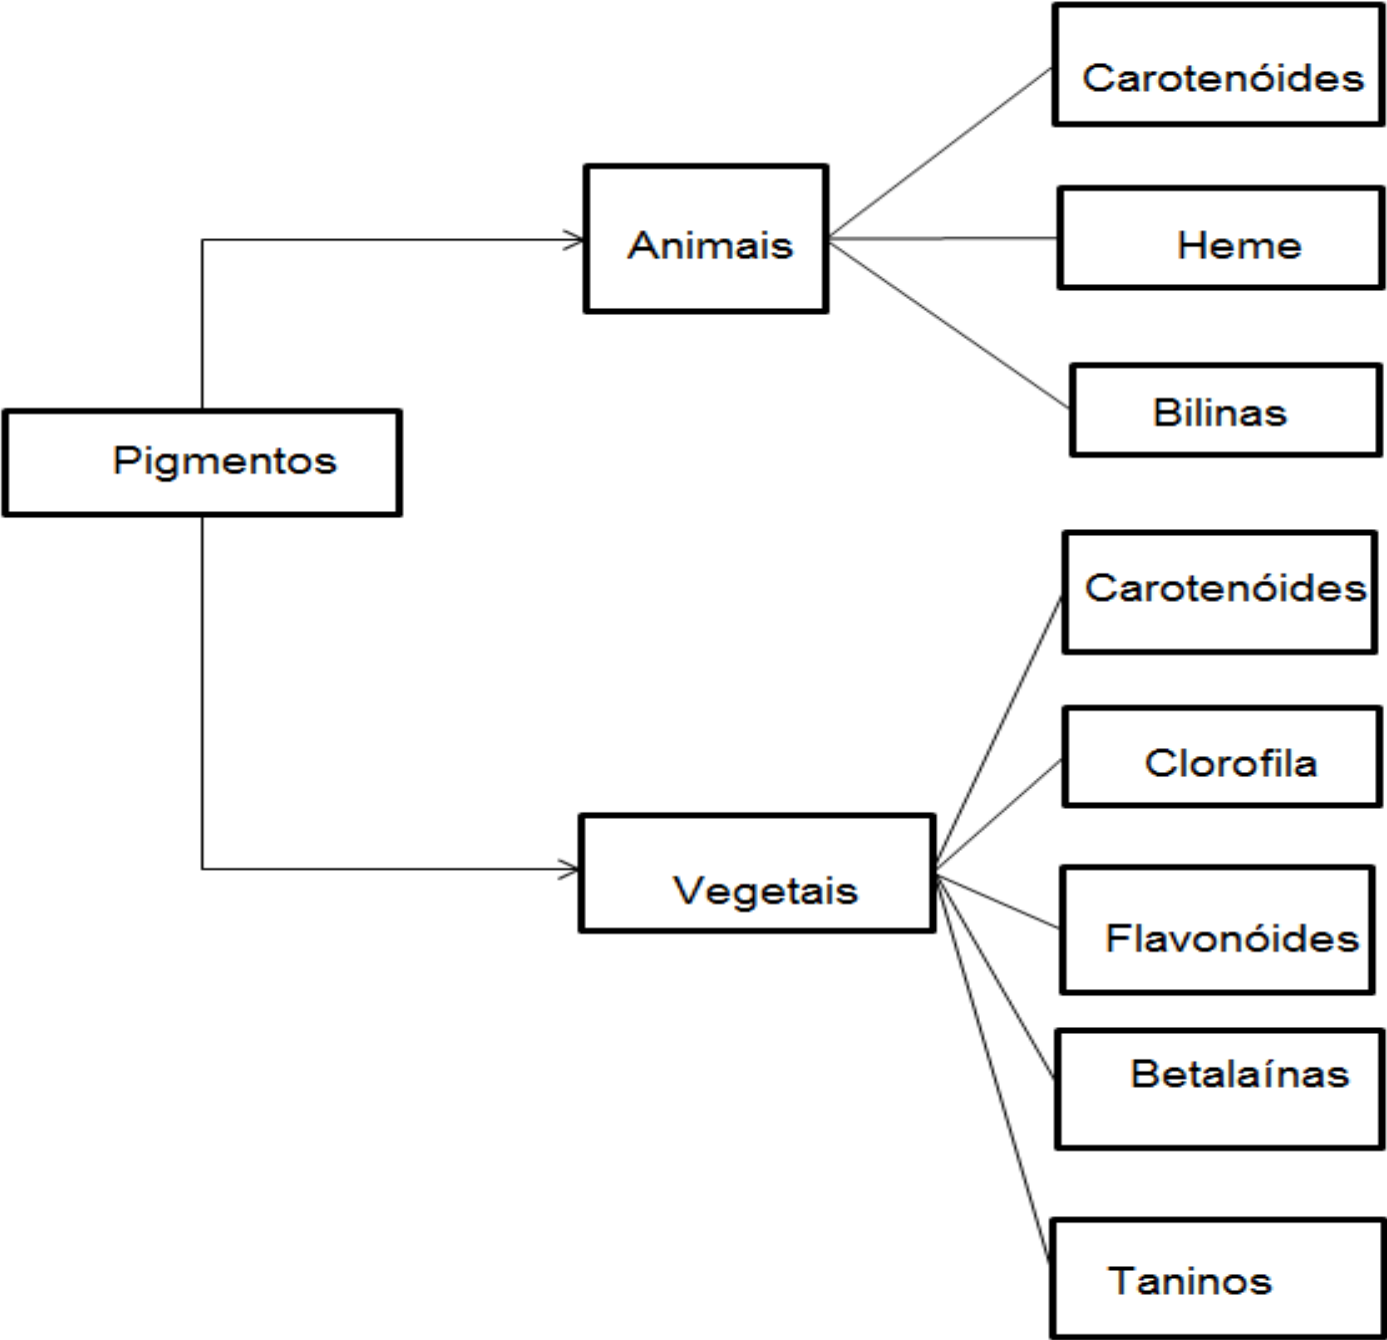 Pigmentos
Animais
Carotenóides
Heme
Bilinas
Vegetais
Carotenóides
Clorofila
Flavonóides
Betalaínas
Taninos